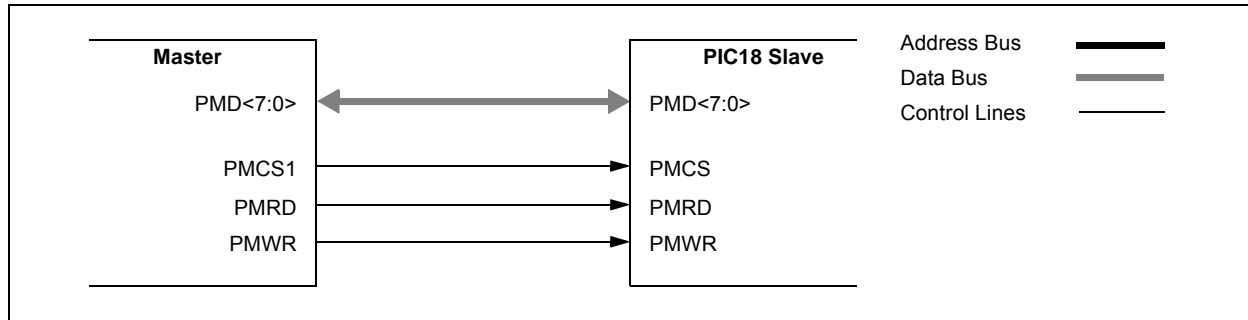 Master
PMD<7:0>
PMCS1
PMRD
PMWR
PIC18 Slave
PMD<7:0>
PMCS
PMRD
PMWR
Address Bus
Data Bus
Control Lines